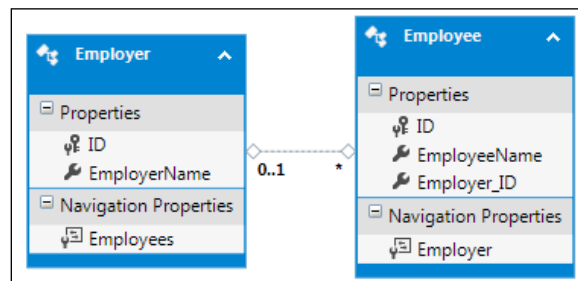 Employer
Properties
ID
EmployerName
Navigation Properties
Employees
0..1
*
Employee
Properties
ID
EmployeeName
Employer_ID
Navigation Properties
Employer